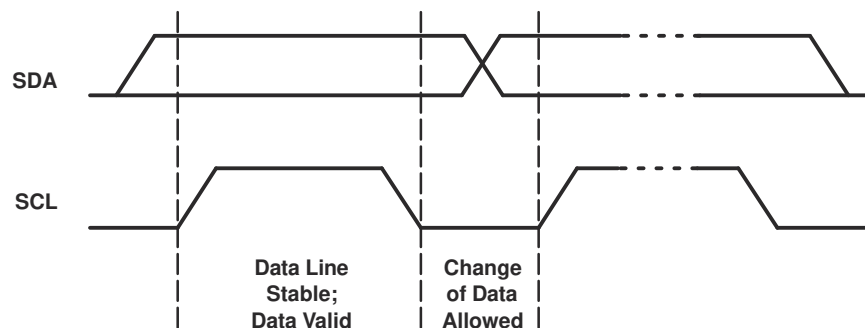 SDA
SCL
Data Line
Stable;
Data Valid
Change
of Data
Allowed